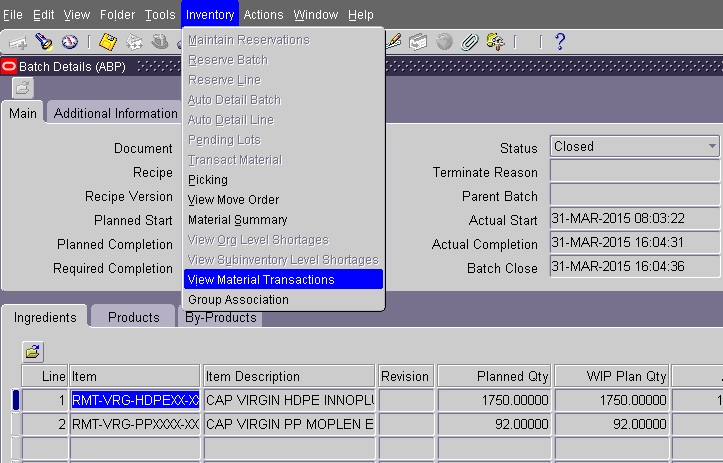 File Edit View Folder Tools Inventory Actions Window Help
Maintain Reservations
Reserve Batch
Reserve Line
Auto Detail Batch
Auto Detail Line
Pending Lots
Transact Material
Picking
View Move Order
Material Summary
View Org Level Shortages
View Subinventory Level Shortages
View Material Transactions
Group Association
?
Batch Details (ABP)
Main Additional Information
Document Status Closed
Recipe Terminate Reason
Recipe Version Parent Batch
Planned Start Actual Start 31-MAR-2015 08:03:22
Planned Completion Actual Completion 31-MAR-2015 16:04:31
Required Completion Batch Close 31-MAR-2015 16:04:36
Ingredients Products By-Products
Line Item Item Description Revision Planned Qty WIP Plan Qty
1 RMT-VRG-HDPEXX-XX CAP VIRGIN HDPE INNOPLU 1750.00000 1750.00000 1
2 RMT-VRG-PPXXXX-XX CAP VIRGIN PP MOPLEN E 92.00000 92.00000